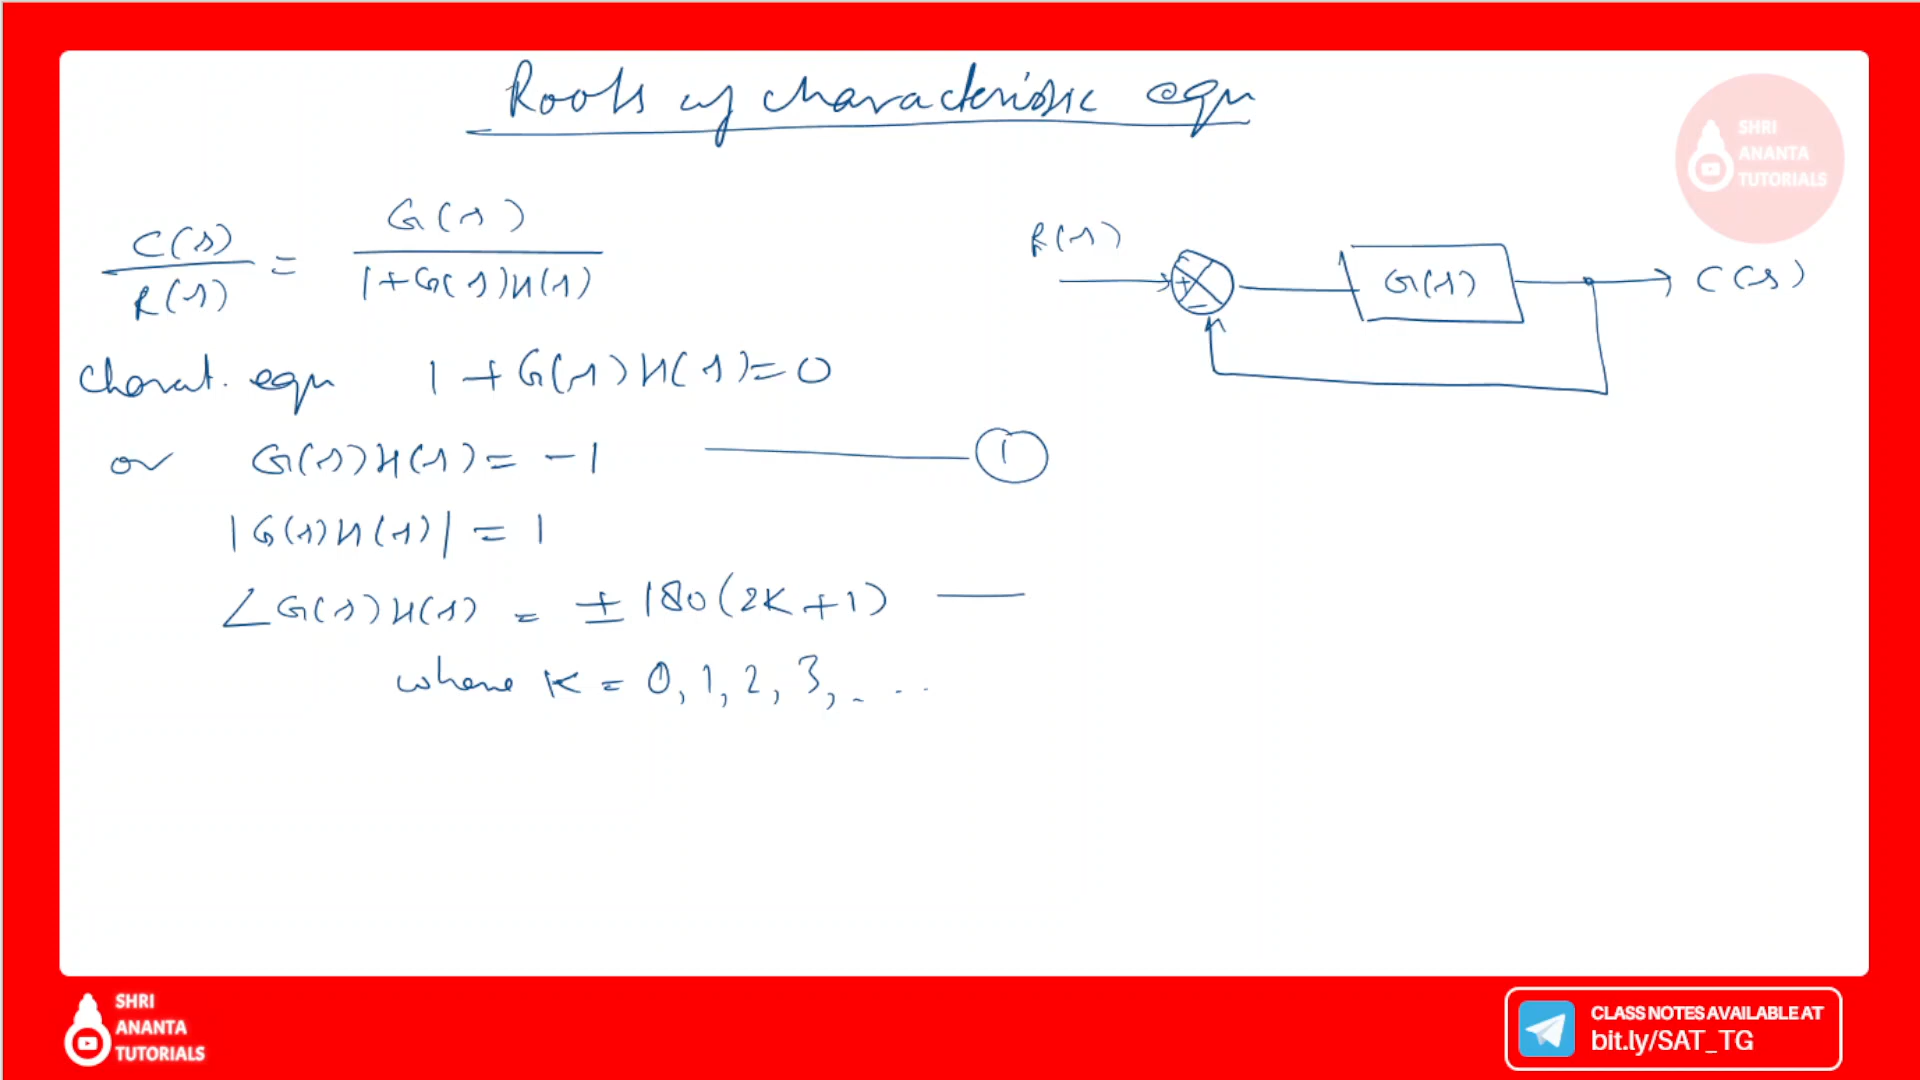 Roots of characteristic eqn
SHRI
ANANTA
TUTORIALS
C(s)/R(s) = G(s)/1+G(s)H(s)
R(s)
G(s)
C(s)
+
−
Charat. eqn 1 + G(s)H(s) = 0
or G(s)H(s) = -1 ——— 1
|G(s)H(s)| = 1
∠G(s)H(s) = ± 180(2K+1) —
where K = 0, 1, 2, 3, ....
SHRI
ANANTA
TUTORIALS
CLASS NOTES AVAILABLE AT
bit.ly/SAT_TG